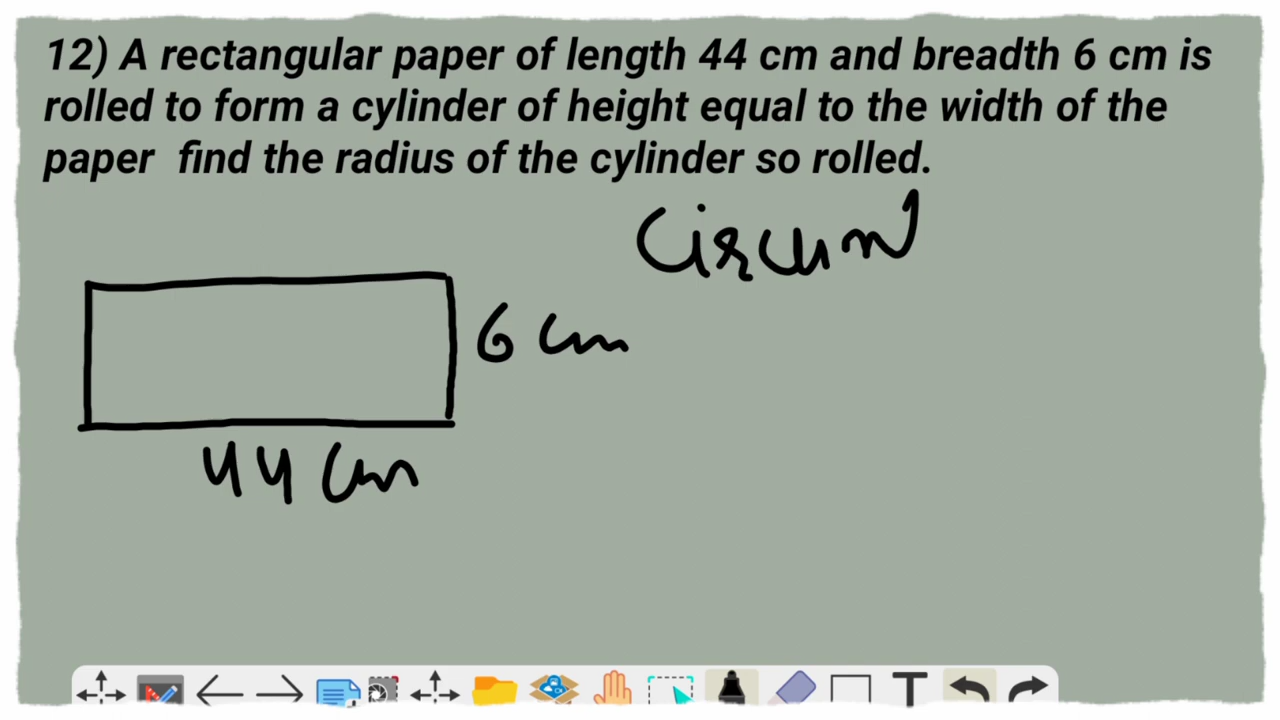 12) A rectangular paper of length 44 cm and breadth 6 cm is
rolled to form a cylinder of height equal to the width of the
paper find the radius of the cylinder so rolled.
Circum
6 cm
44 cm
T